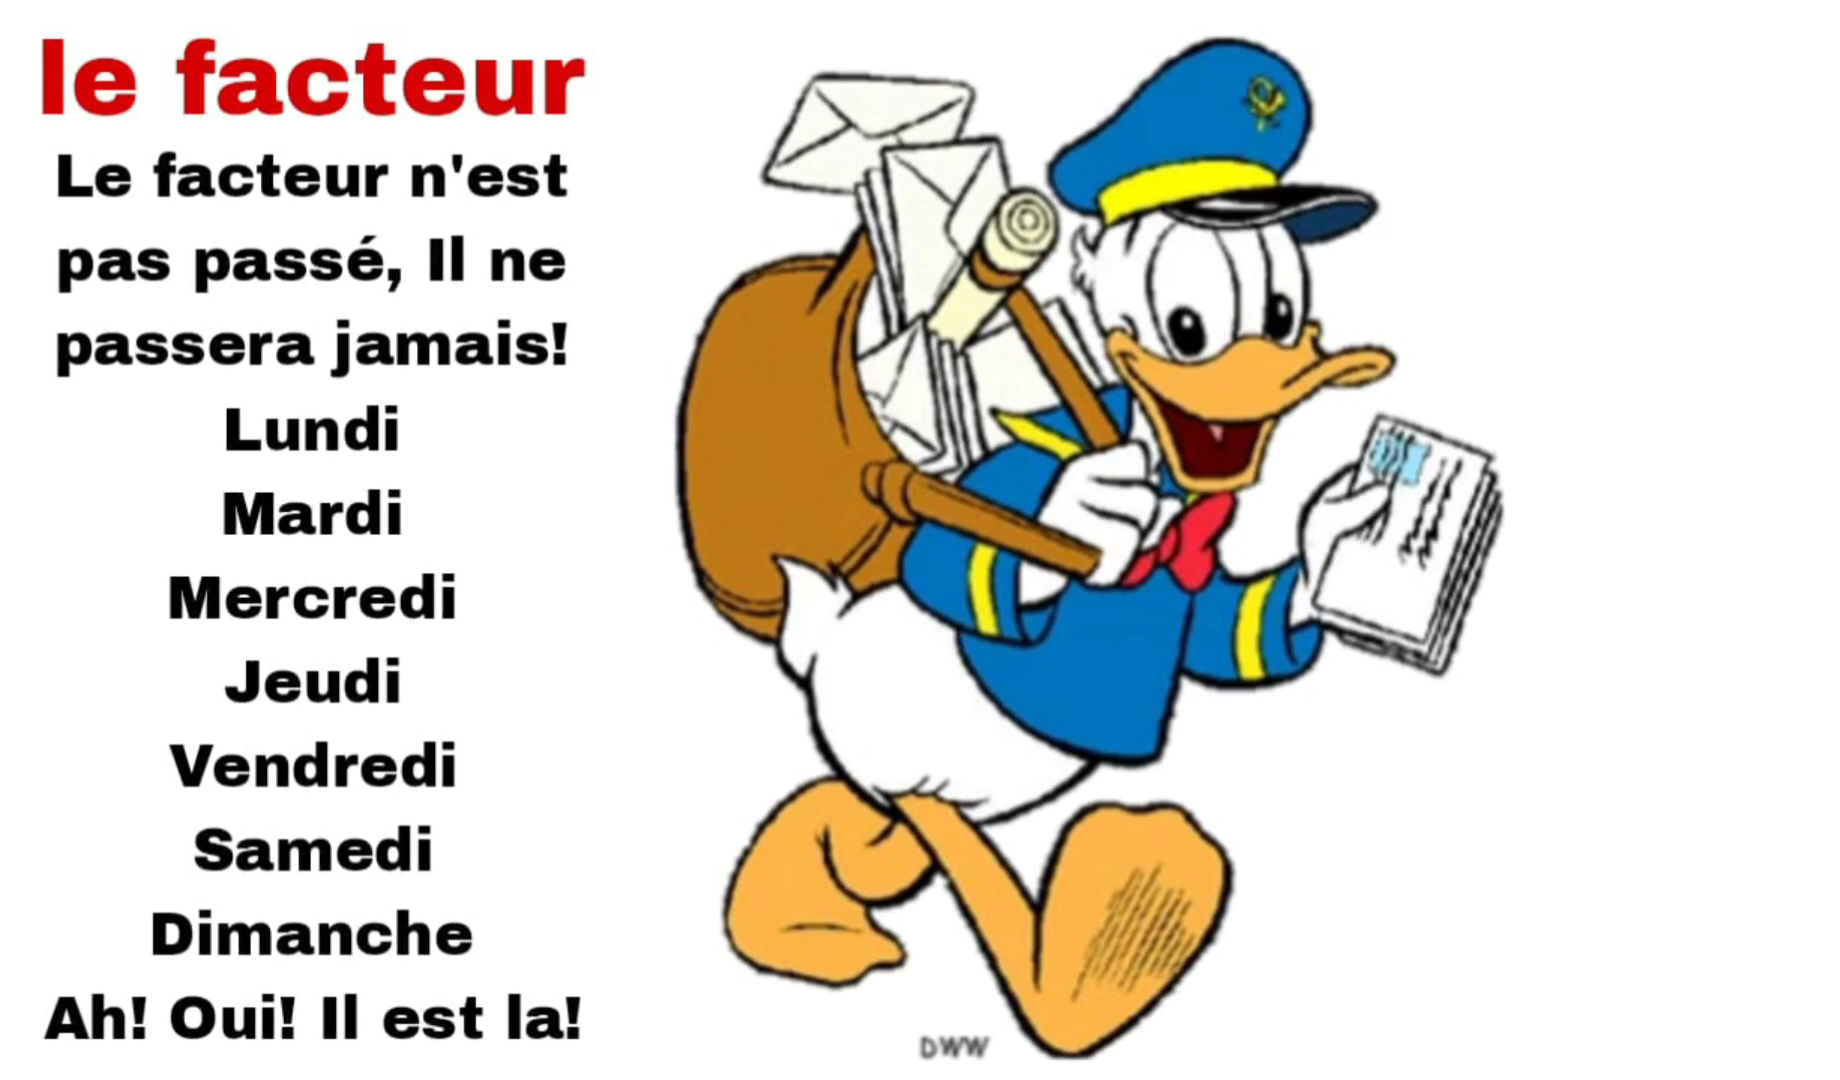 le facteur
Le facteur n'est
pas passé, Il ne
passera jamais!
Lundi
Mardi
Mercredi
Jeudi
Vendredi
Samedi
Dimanche
Ah! Oui! Il est la!
DWW